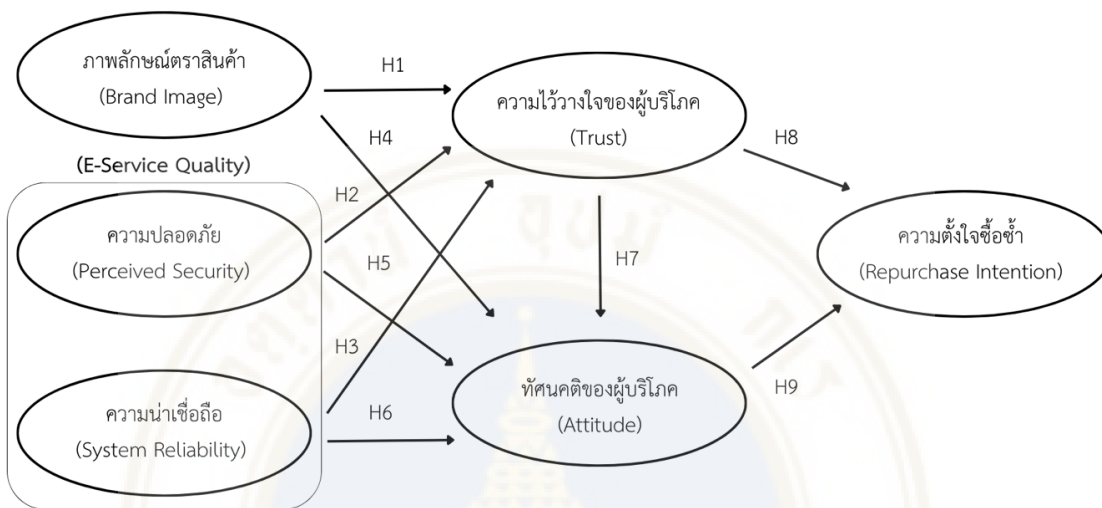 ภาพลักษณ์ตราสินค้า
(Brand Image)
H1
ความไว้วางใจของผู้บริโภค
(Trust)
H4
H8
(E-Service Quality)
H2
ความปลอดภัย
(Perceived Security)
H5
H7
ความตั้งใจซื้อซ้ำ
(Repurchase Intention)
H3
ความน่าเชื่อถือ
(System Reliability)
H6
ทัศนคติของผู้บริโภค
(Attitude)
H9